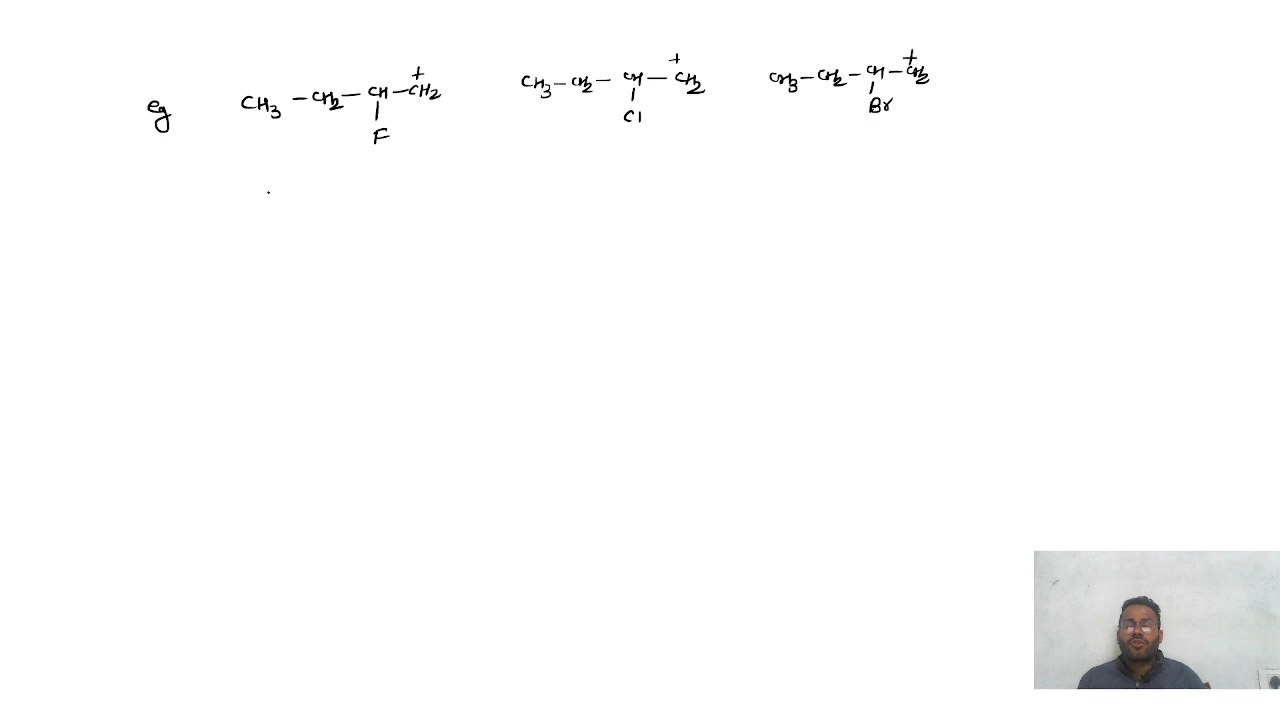 eg CH3 – CH2 – CH – CH2 CH3 – CH2 – CH – CH2 CH3 – CH2 – CH – CH2
+ + +
F Cl Br